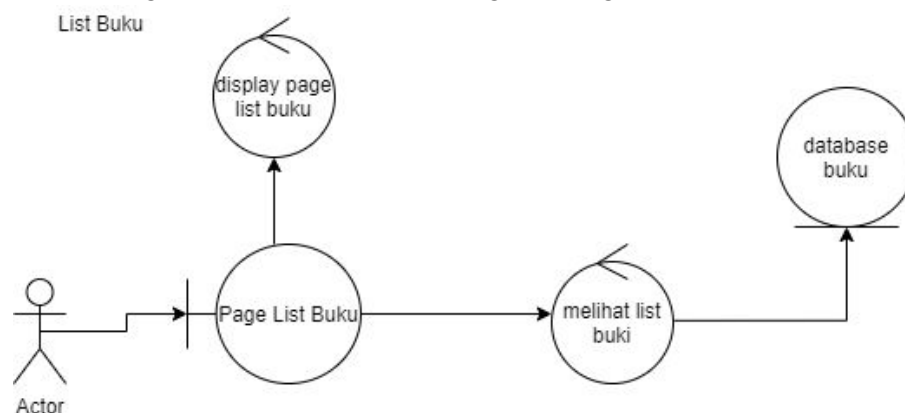 List Buku
display page
list buku
database
buku
Page List Buku
melihat list
buki
Actor